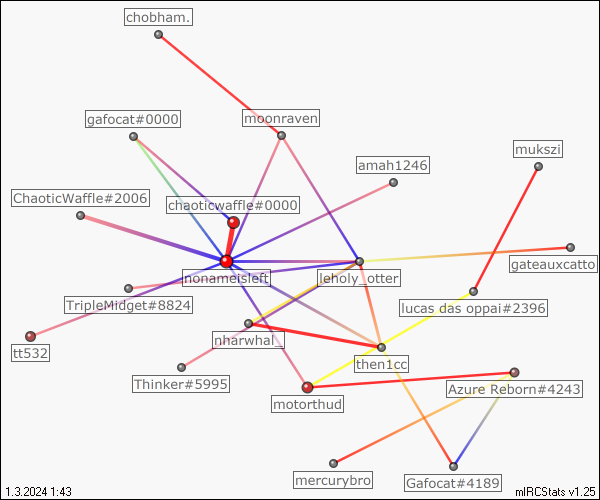 chobham.
gafocat#0000
moonraven
mukszi
amah1246
ChaoticWaffle#2006
chaoticwaffle#0000
gateauxcatto
nonameisleft
leholy_otter
TripleMidget#8824
lucas das oppai#2396
nharwhal_
tt532
then1cc
Thinker#5995
Azure Reborn#4243
motorthud
mercurybro
Gafocat#4189
1.3.2024 1:43
mIRCStats v1.25